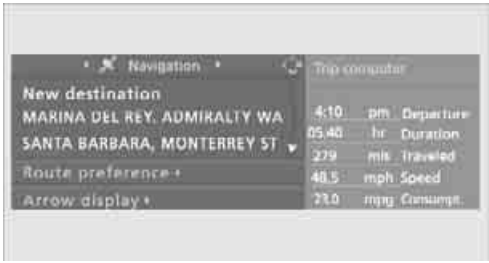 Navigation
New destination
MARINA DEL REY, ADMIRALTY WA
SANTA BARBARA, MONTERREY ST
Route preference
Arrow display
Trip computer
4:10 pm Departure
05.40 hr Duration
279 mls Traveled
48.5 mph Speed
23.0 mpg Consumpt.